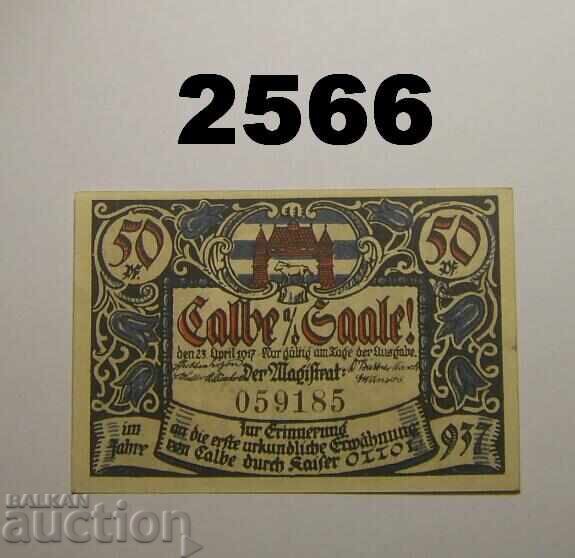 2566
50 Pf 50 Pf
Calbe a/Saale!
den 23. April 1917. Nur gültig am Tage der Ausgabe.
Der Magistrat:
059185
im Jahre zur Erinnerung 937
an die erste urkundliche Erwähnung
von Calbe durch Kaiser OTTO I
BALKAN
auction